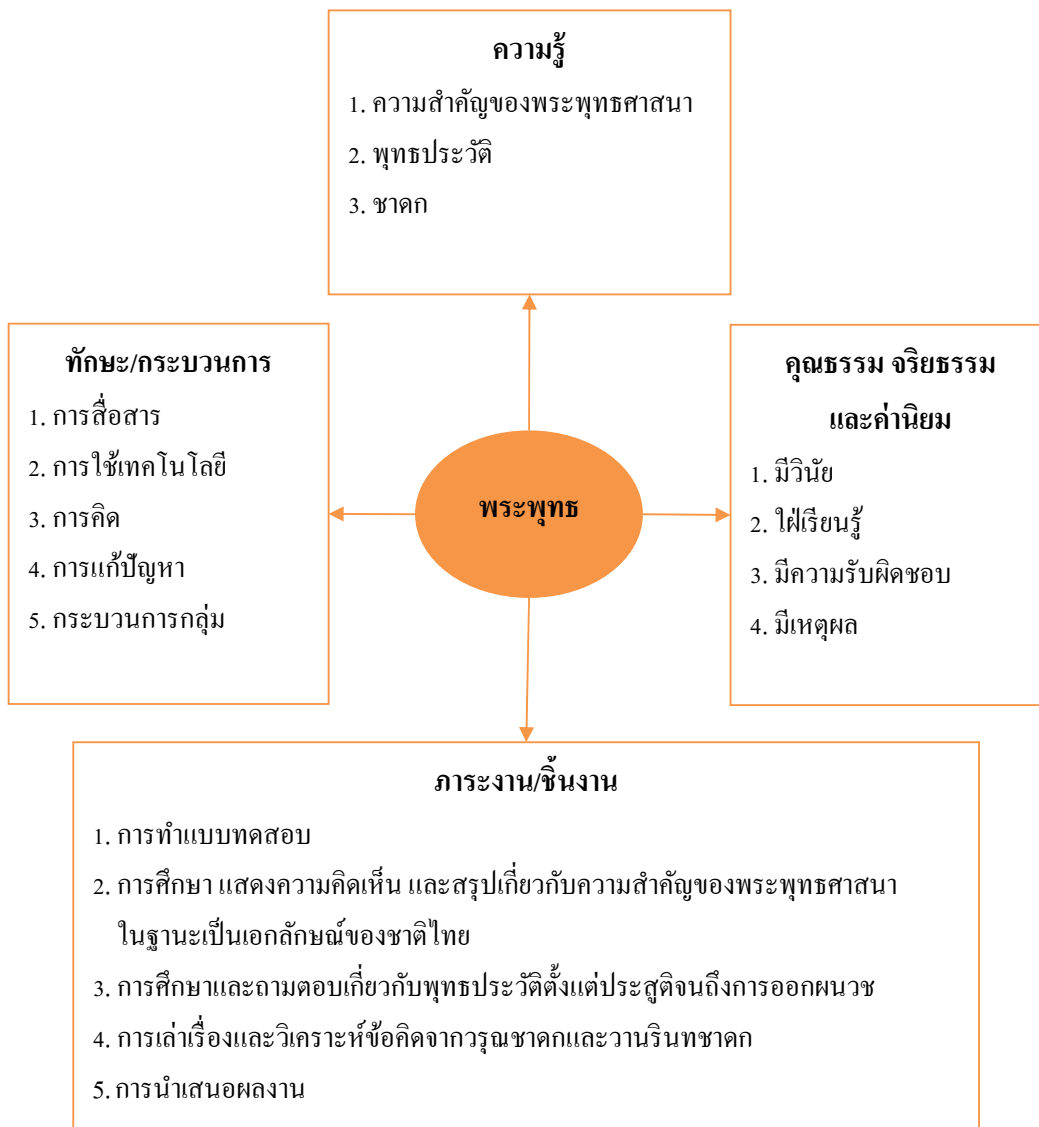 ความรู้
1. ความสำคัญของพระพุทธศาสนา
2. พุทธประวัติ
3. ชาดก
ทักษะ/กระบวนการ
1. การสื่อสาร
2. การใช้เทคโนโลยี
3. การคิด
4. การแก้ปัญหา
5. กระบวนการกลุ่ม
พระพุทธ
คุณธรรม จริยธรรม
และค่านิยม
1. มีวินัย
2. ใฝ่เรียนรู้
3. มีความรับผิดชอบ
4. มีเหตุผล
ภาระงาน/ชิ้นงาน
1. การทำแบบทดสอบ
2. การศึกษา แสดงความคิดเห็น และสรุปเกี่ยวกับความสำคัญของพระพุทธศาสนา
ในฐานะเป็นเอกลักษณ์ของชาติไทย
3. การศึกษาและถามตอบเกี่ยวกับพุทธประวัติตั้งแต่ประสูติจนถึงการออกผนวช
4. การเล่าเรื่องและวิเคราะห์ข้อคิดจากวรุณชาดกและวานรินทชาดก
5. การนำเสนอผลงาน